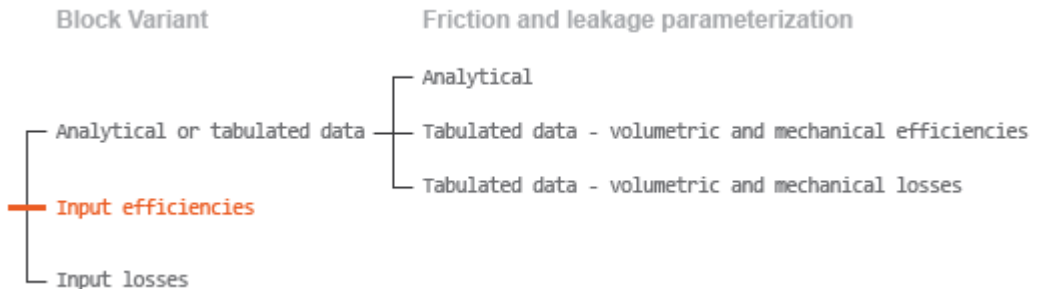 Block Variant
Friction and leakage parameterization
Analytical
Analytical or tabulated data
Tabulated data - volumetric and mechanical efficiencies
Tabulated data - volumetric and mechanical losses
Input efficiencies
Input losses